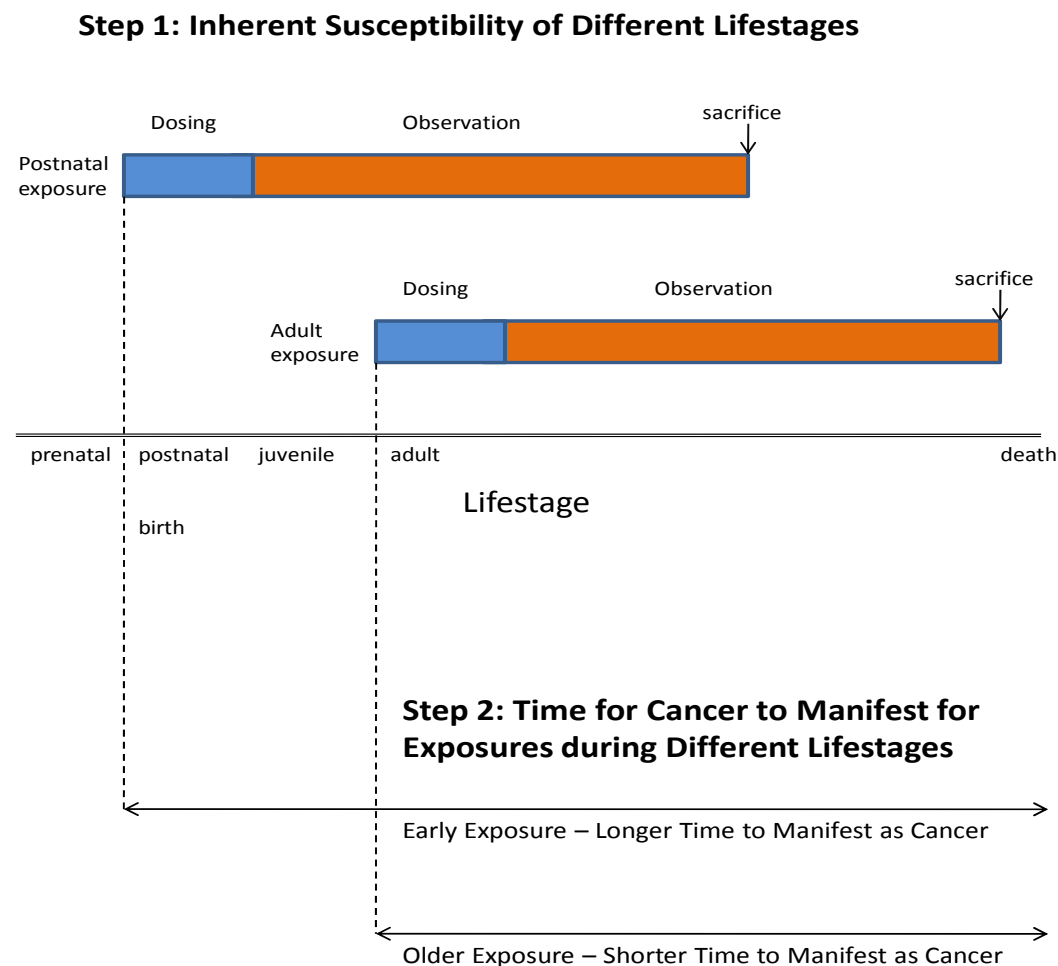 Step 1: Inherent Susceptibility of Different Lifestages
Dosing
Observation
sacrifice
Postnatal
exposure
Dosing
Observation
sacrifice
Adult
exposure
prenatal
postnatal
juvenile
adult
death
Lifestage
birth
Step 2: Time for Cancer to Manifest for
Exposures during Different Lifestages
Early Exposure – Longer Time to Manifest as Cancer
Older Exposure – Shorter Time to Manifest as Cancer